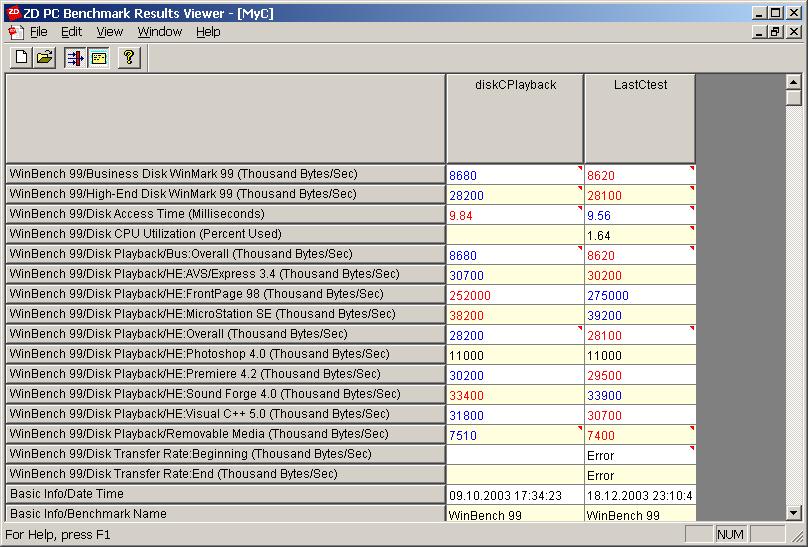 ZD ZD PC Benchmark Results Viewer - [MyC]
File Edit View Window Help
diskCPlayback LastCtest
WinBench 99/Business Disk WinMark 99 (Thousand Bytes/Sec) 8680 8620
WinBench 99/High-End Disk WinMark 99 (Thousand Bytes/Sec) 28200 28100
WinBench 99/Disk Access Time (Milliseconds) 9.84 9.56
WinBench 99/Disk CPU Utilization (Percent Used) 1.64
WinBench 99/Disk Playback/Bus:Overall (Thousand Bytes/Sec) 8680 8620
WinBench 99/Disk Playback/HE:AVS/Express 3.4 (Thousand Bytes/Sec) 30700 30200
WinBench 99/Disk Playback/HE:FrontPage 98 (Thousand Bytes/Sec) 252000 275000
WinBench 99/Disk Playback/HE:MicroStation SE (Thousand Bytes/Sec) 38200 39200
WinBench 99/Disk Playback/HE:Overall (Thousand Bytes/Sec) 28200 28100
WinBench 99/Disk Playback/HE:Photoshop 4.0 (Thousand Bytes/Sec) 11000 11000
WinBench 99/Disk Playback/HE:Premiere 4.2 (Thousand Bytes/Sec) 30200 29500
WinBench 99/Disk Playback/HE:Sound Forge 4.0 (Thousand Bytes/Sec) 33400 33900
WinBench 99/Disk Playback/HE:Visual C++ 5.0 (Thousand Bytes/Sec) 31800 30700
WinBench 99/Disk Playback/Removable Media (Thousand Bytes/Sec) 7510 7400
WinBench 99/Disk Transfer Rate:Beginning (Thousand Bytes/Sec) Error
WinBench 99/Disk Transfer Rate:End (Thousand Bytes/Sec) Error
Basic Info/Date Time 09.10.2003 17:34:23 18.12.2003 23:10:4
Basic Info/Benchmark Name WinBench 99 WinBench 99
For Help, press F1 NUM